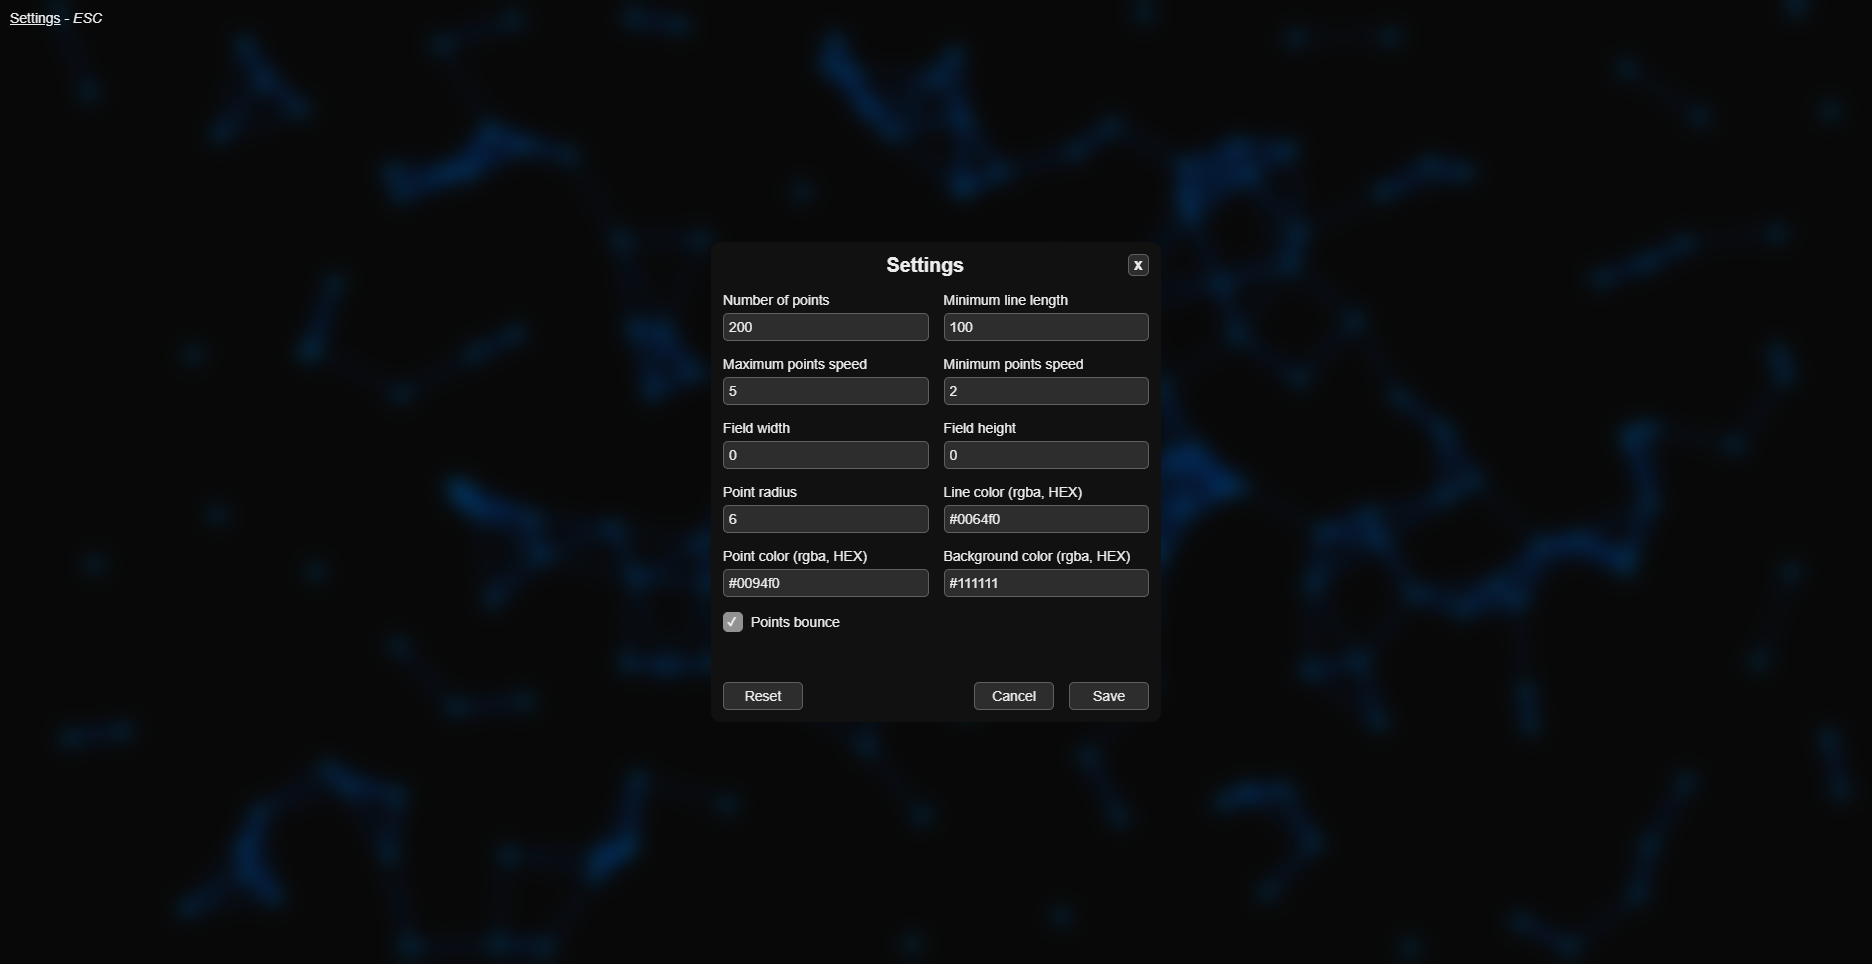 Settings - ESC
Settings
x
Number of points
Minimum line length
200
100
Maximum points speed
Minimum points speed
5
2
Field width
Field height
0
0
Point radius
Line color (rgba, HEX)
6
#0064f0
Point color (rgba, HEX)
Background color (rgba, HEX)
#0094f0
#111111
Points bounce
Reset
Cancel
Save